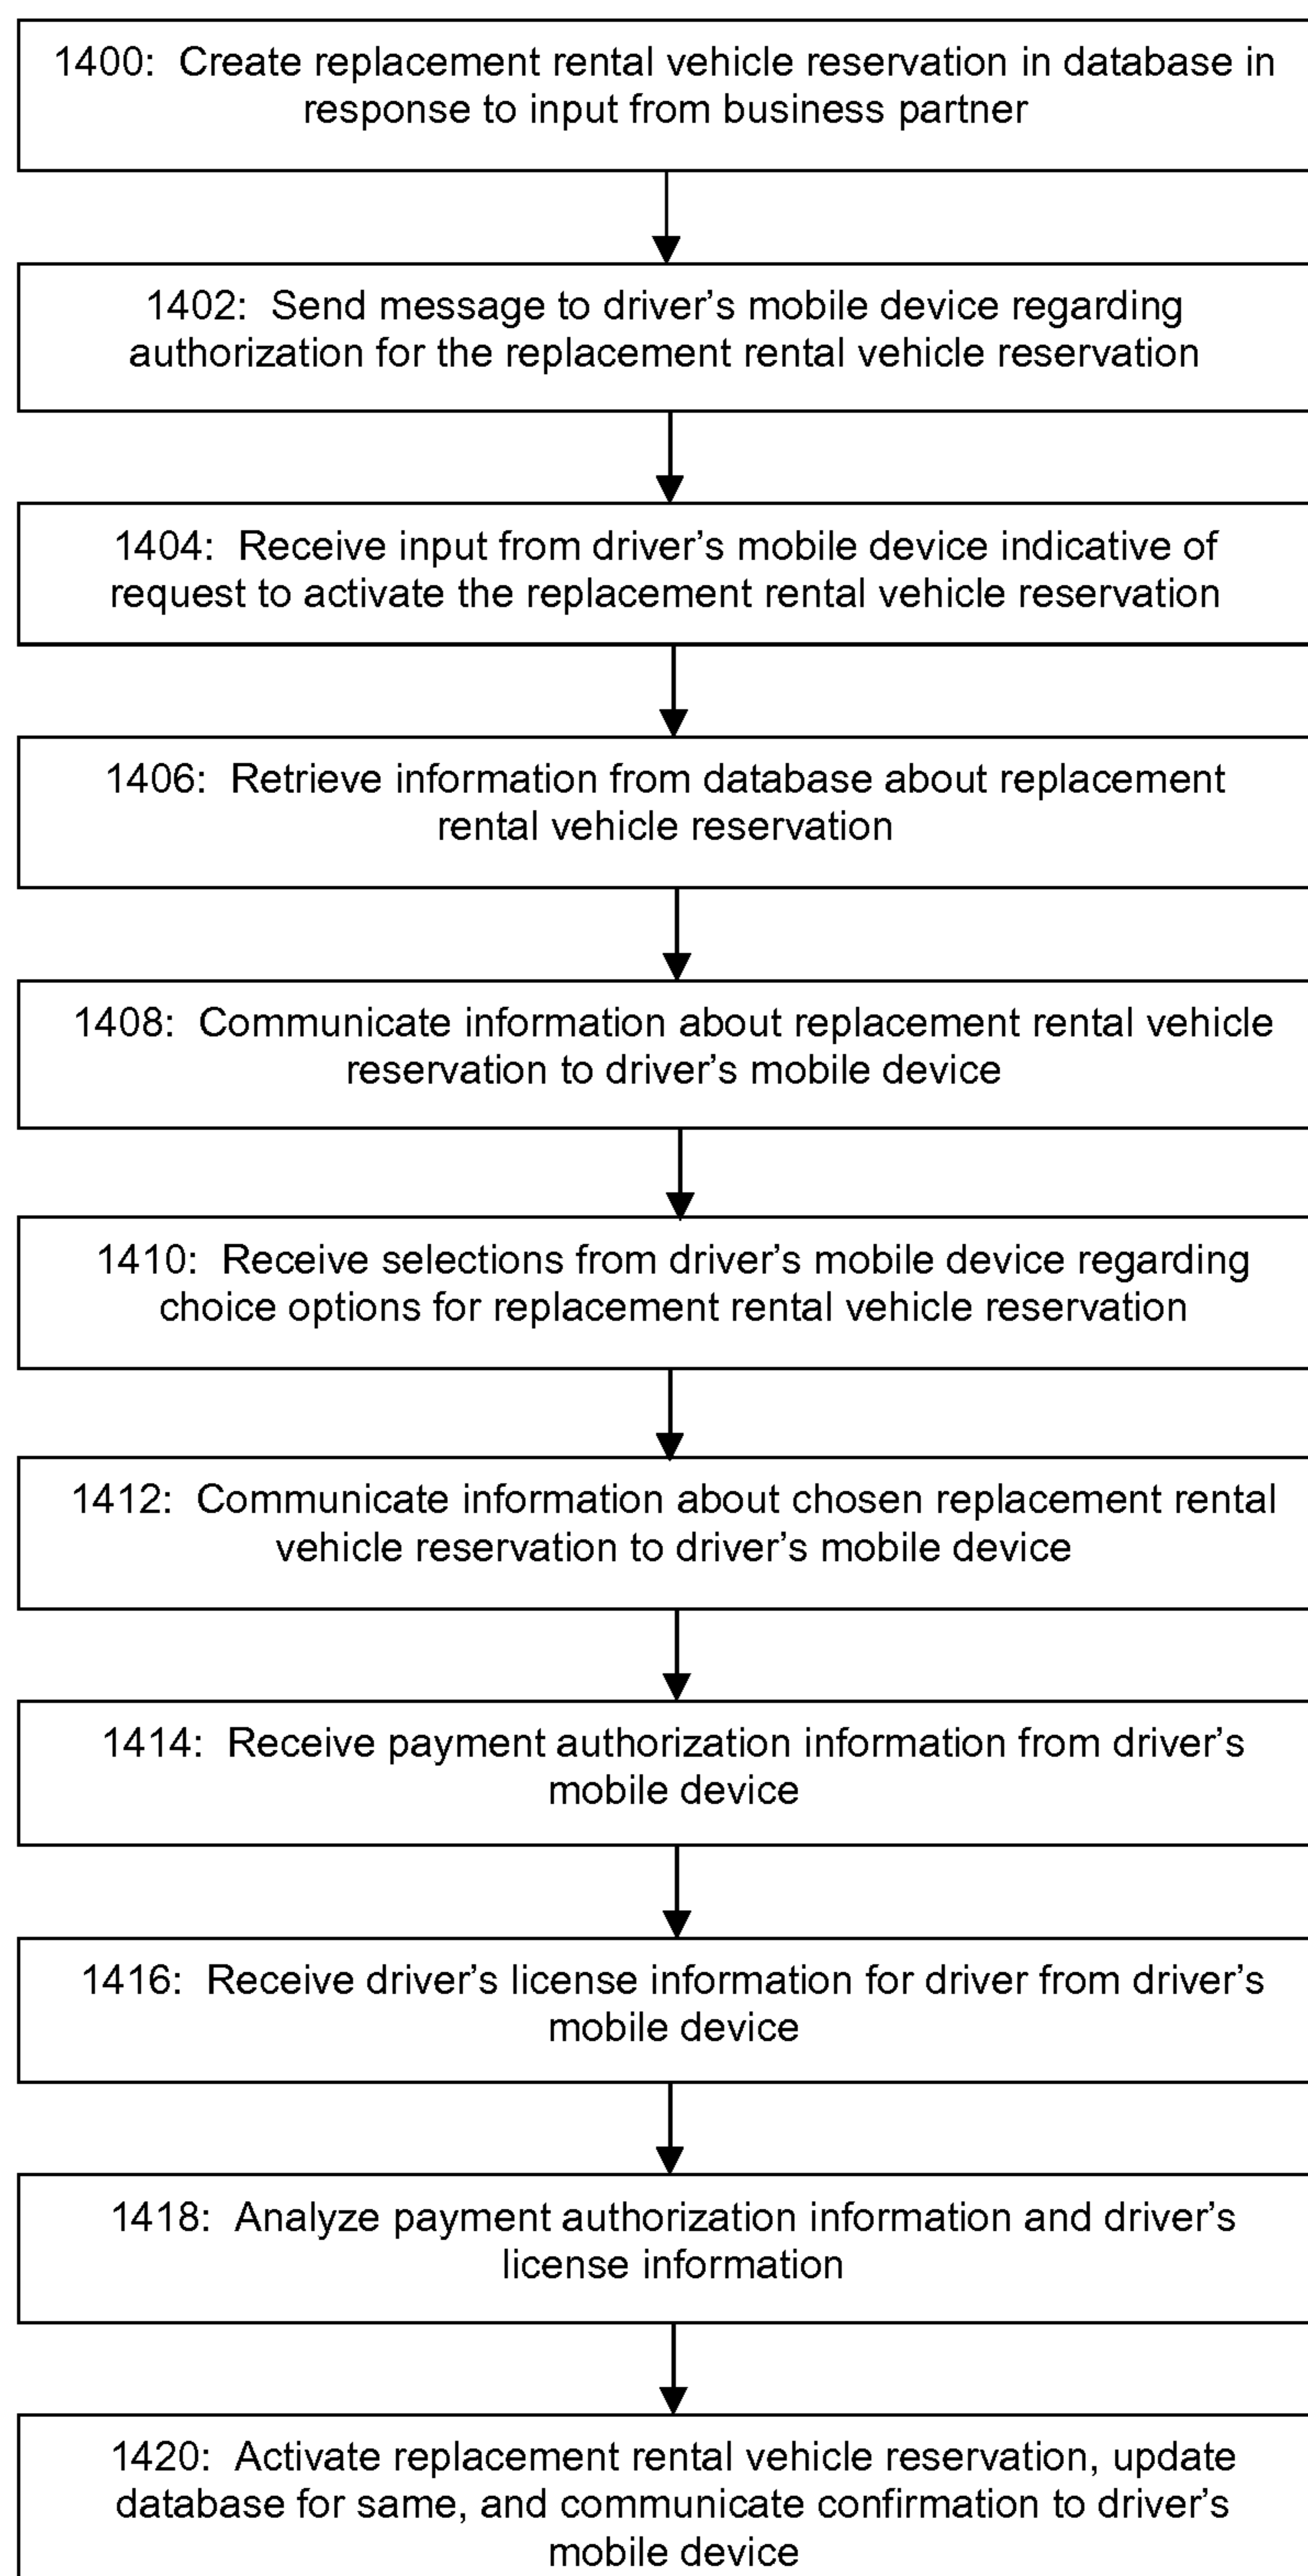 1400: Create replacement rental vehicle reservation in database in
response to input from business partner
1402: Send message to driver's mobile device regarding
authorization for the replacement rental vehicle reservation
1404: Receive input from driver's mobile device indicative of
request to activate the replacement rental vehicle reservation
1406: Retrieve information from database about replacement
rental vehicle reservation
1408: Communicate information about replacement rental vehicle
reservation to driver's mobile device
1410: Receive selections from driver's mobile device regarding
choice options for replacement rental vehicle reservation
1412: Communicate information about chosen replacement rental
vehicle reservation to driver's mobile device
1414: Receive payment authorization information from driver's
mobile device
1416: Receive driver's license information for driver from driver's
mobile device
1418: Analyze payment authorization information and driver's
license information
1420: Activate replacement rental vehicle reservation, update
database for same, and communicate confirmation to driver's
mobile device